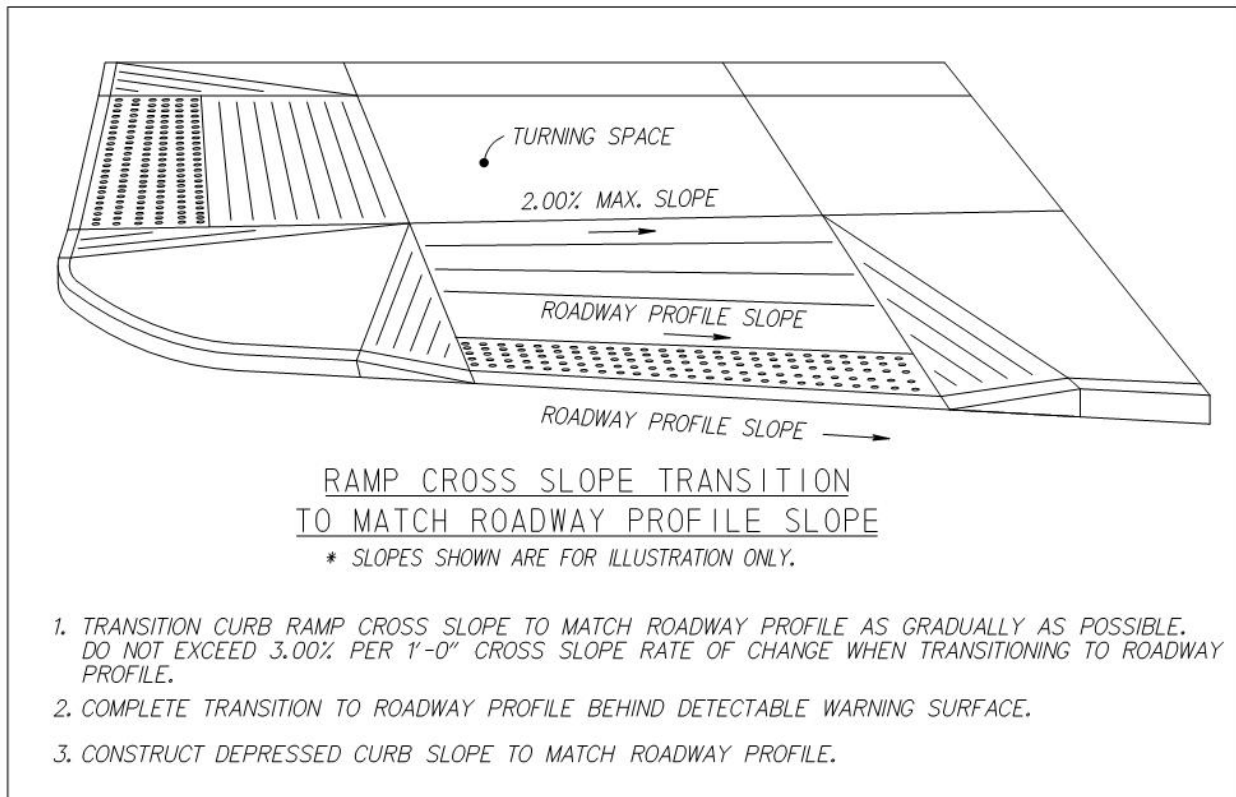 TURNING SPACE
2.00% MAX. SLOPE
ROADWAY PROFILE SLOPE
ROADWAY PROFILE SLOPE
RAMP CROSS SLOPE TRANSITION
TO MATCH ROADWAY PROFILE SLOPE
* SLOPES SHOWN ARE FOR ILLUSTRATION ONLY.
1. TRANSITION CURB RAMP CROSS SLOPE TO MATCH ROADWAY PROFILE AS GRADUALLY AS POSSIBLE.
DO NOT EXCEED 3.00% PER 1'-0" CROSS SLOPE RATE OF CHANGE WHEN TRANSITIONING TO ROADWAY
PROFILE.
2. COMPLETE TRANSITION TO ROADWAY PROFILE BEHIND DETECTABLE WARNING SURFACE.
3. CONSTRUCT DEPRESSED CURB SLOPE TO MATCH ROADWAY PROFILE.